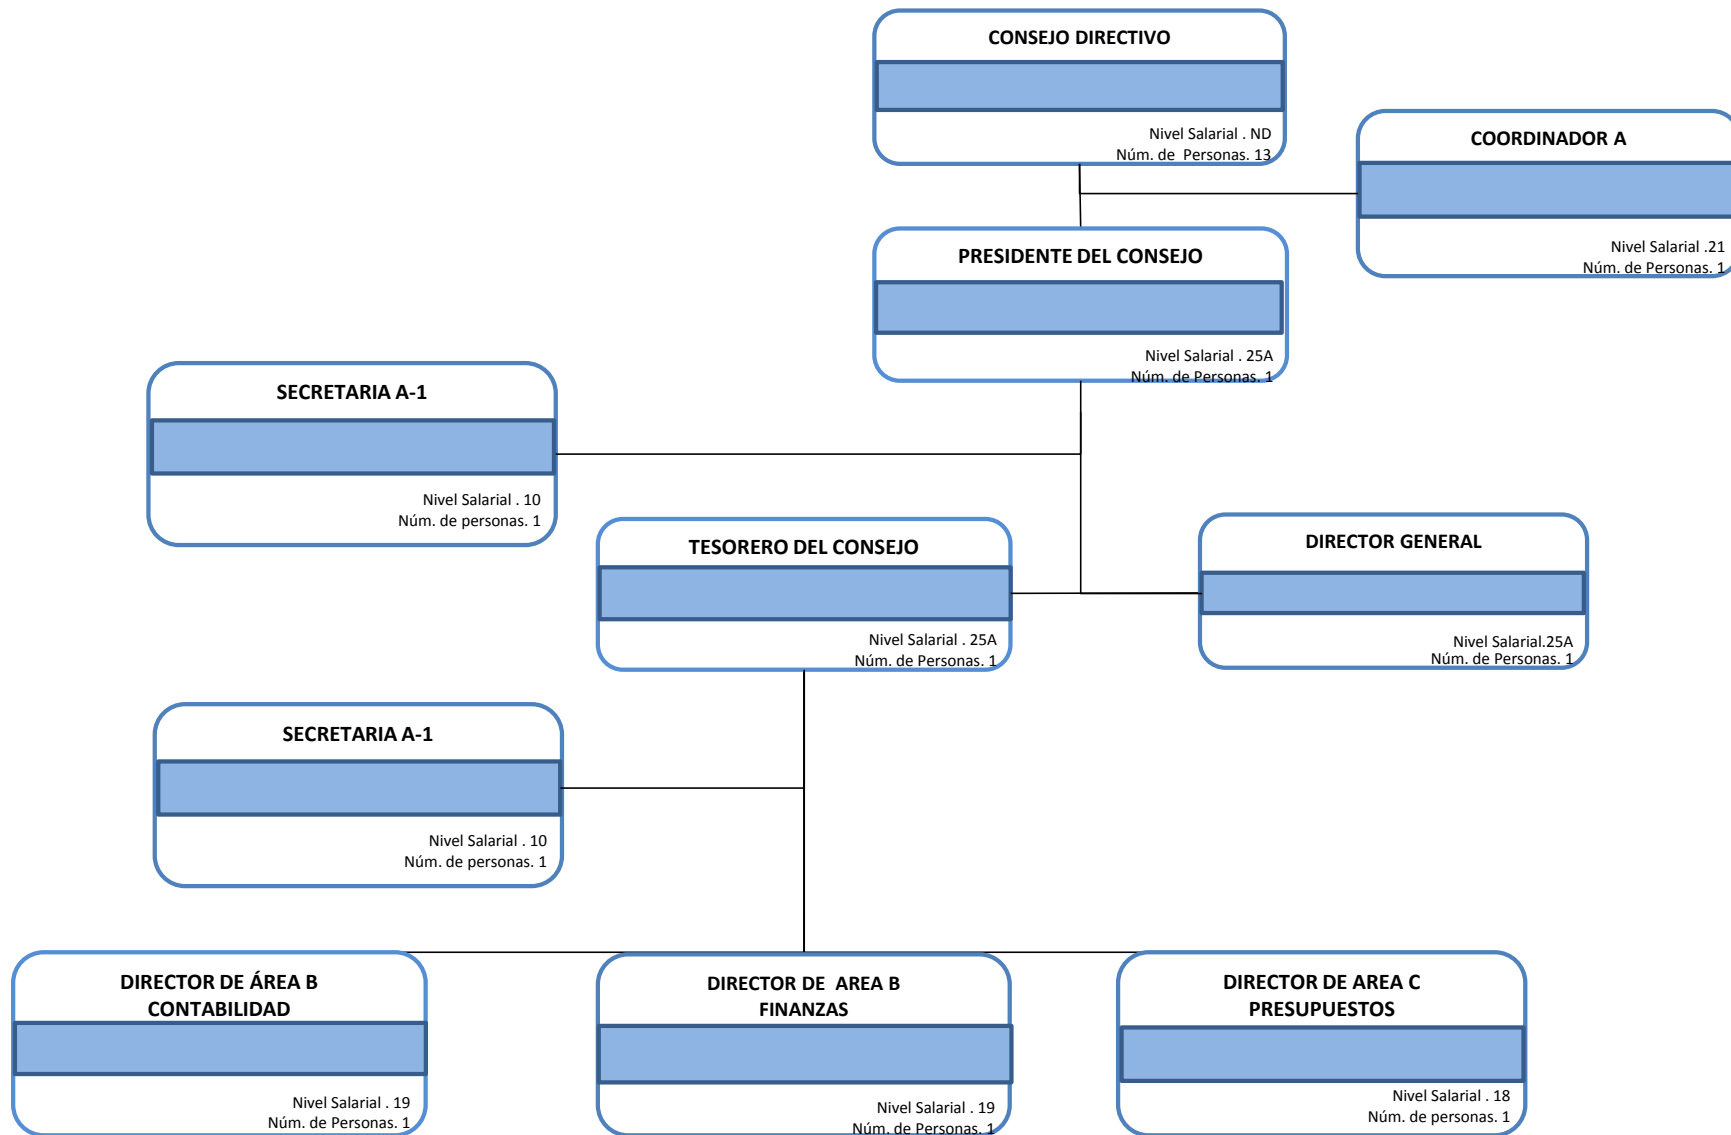 CONSEJO DIRECTIVO
Nivel Salarial . ND
Núm. de  Personas. 13
COORDINADOR A
Nivel Salarial .21
Núm. de Personas. 1
PRESIDENTE DEL CONSEJO
Nivel Salarial . 25A
Núm. de Personas. 1
SECRETARIA A-1
Nivel Salarial . 10
Núm. de personas. 1
TESORERO DEL CONSEJO
Nivel Salarial . 25A
Núm. de Personas. 1
DIRECTOR GENERAL
Nivel Salarial.25A
Núm. de Personas. 1
SECRETARIA A-1
Nivel Salarial . 10
Núm. de personas. 1
DIRECTOR DE ÁREA B
CONTABILIDAD
Nivel Salarial . 19
Núm. de Personas. 1
DIRECTOR DE  AREA B
FINANZAS
Nivel Salarial . 19
Núm. de Personas. 1
DIRECTOR DE AREA C
PRESUPUESTOS
Nivel Salarial . 18
Núm. de personas. 1